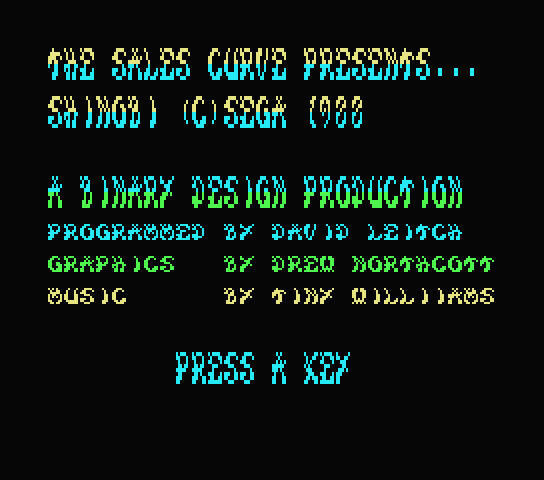 THE SALES CURVE PRESENTS...
SHINOBI (C)SEGA 1988
A BINARY DESIGN PRODUCTION
PROGRAMMED BY DAVID LEITCH
GRAPHICS BY DREW NORTHCOTT
MUSIC BY TINY WILLIAMS
PRESS A KEY